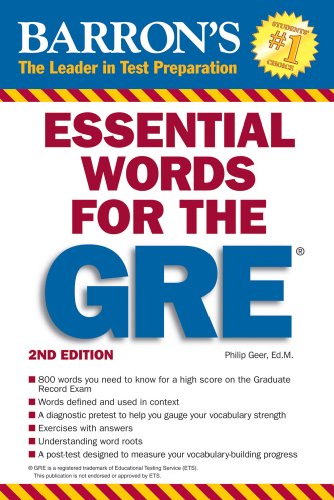 BARRON'S
The Leader in Test Preparation
STUDENTS'
#1
CHOICE
ESSENTIAL
WORDS
FOR THE
GRE®
2ND EDITION
Philip Geer, Ed.M.
■ 800 words you need to know for a high score on the Graduate
Record Exam
■ Words defined and used in context
■ A diagnostic pretest to help you gauge your vocabulary strength
■ Exercises with answers
■ Understanding word roots
■ A post-test designed to measure your vocabulary-building progress
® GRE is a registered trademark of Educational Testing Service (ETS).
This publication is not endorsed or approved by ETS.